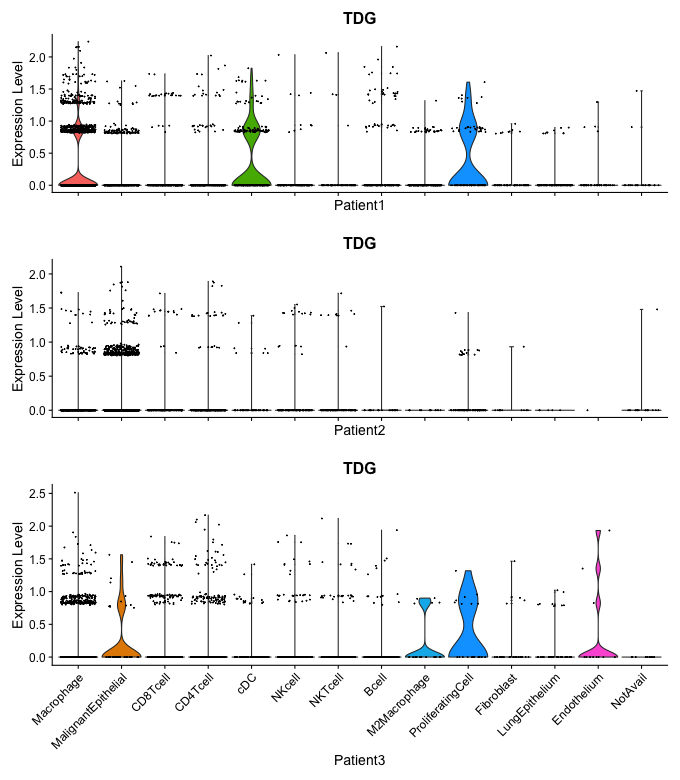 TDG
Expression Level
2.0
1.5
1.0
0.5
0.0
Patient1
TDG
Expression Level
2.0
1.5
1.0
0.5
0.0
Patient2
TDG
Expression Level
2.5
2.0
1.5
1.0
0.5
0.0
Macrophage
MalignantEpithelial
CD8Tcell
CD4Tcell
cDC
NKcell
NKTcell
Bcell
M2Macrophage
ProliferatingCell
Fibroblast
LungEpithelium
Endothelium
NotAvail
Patient3